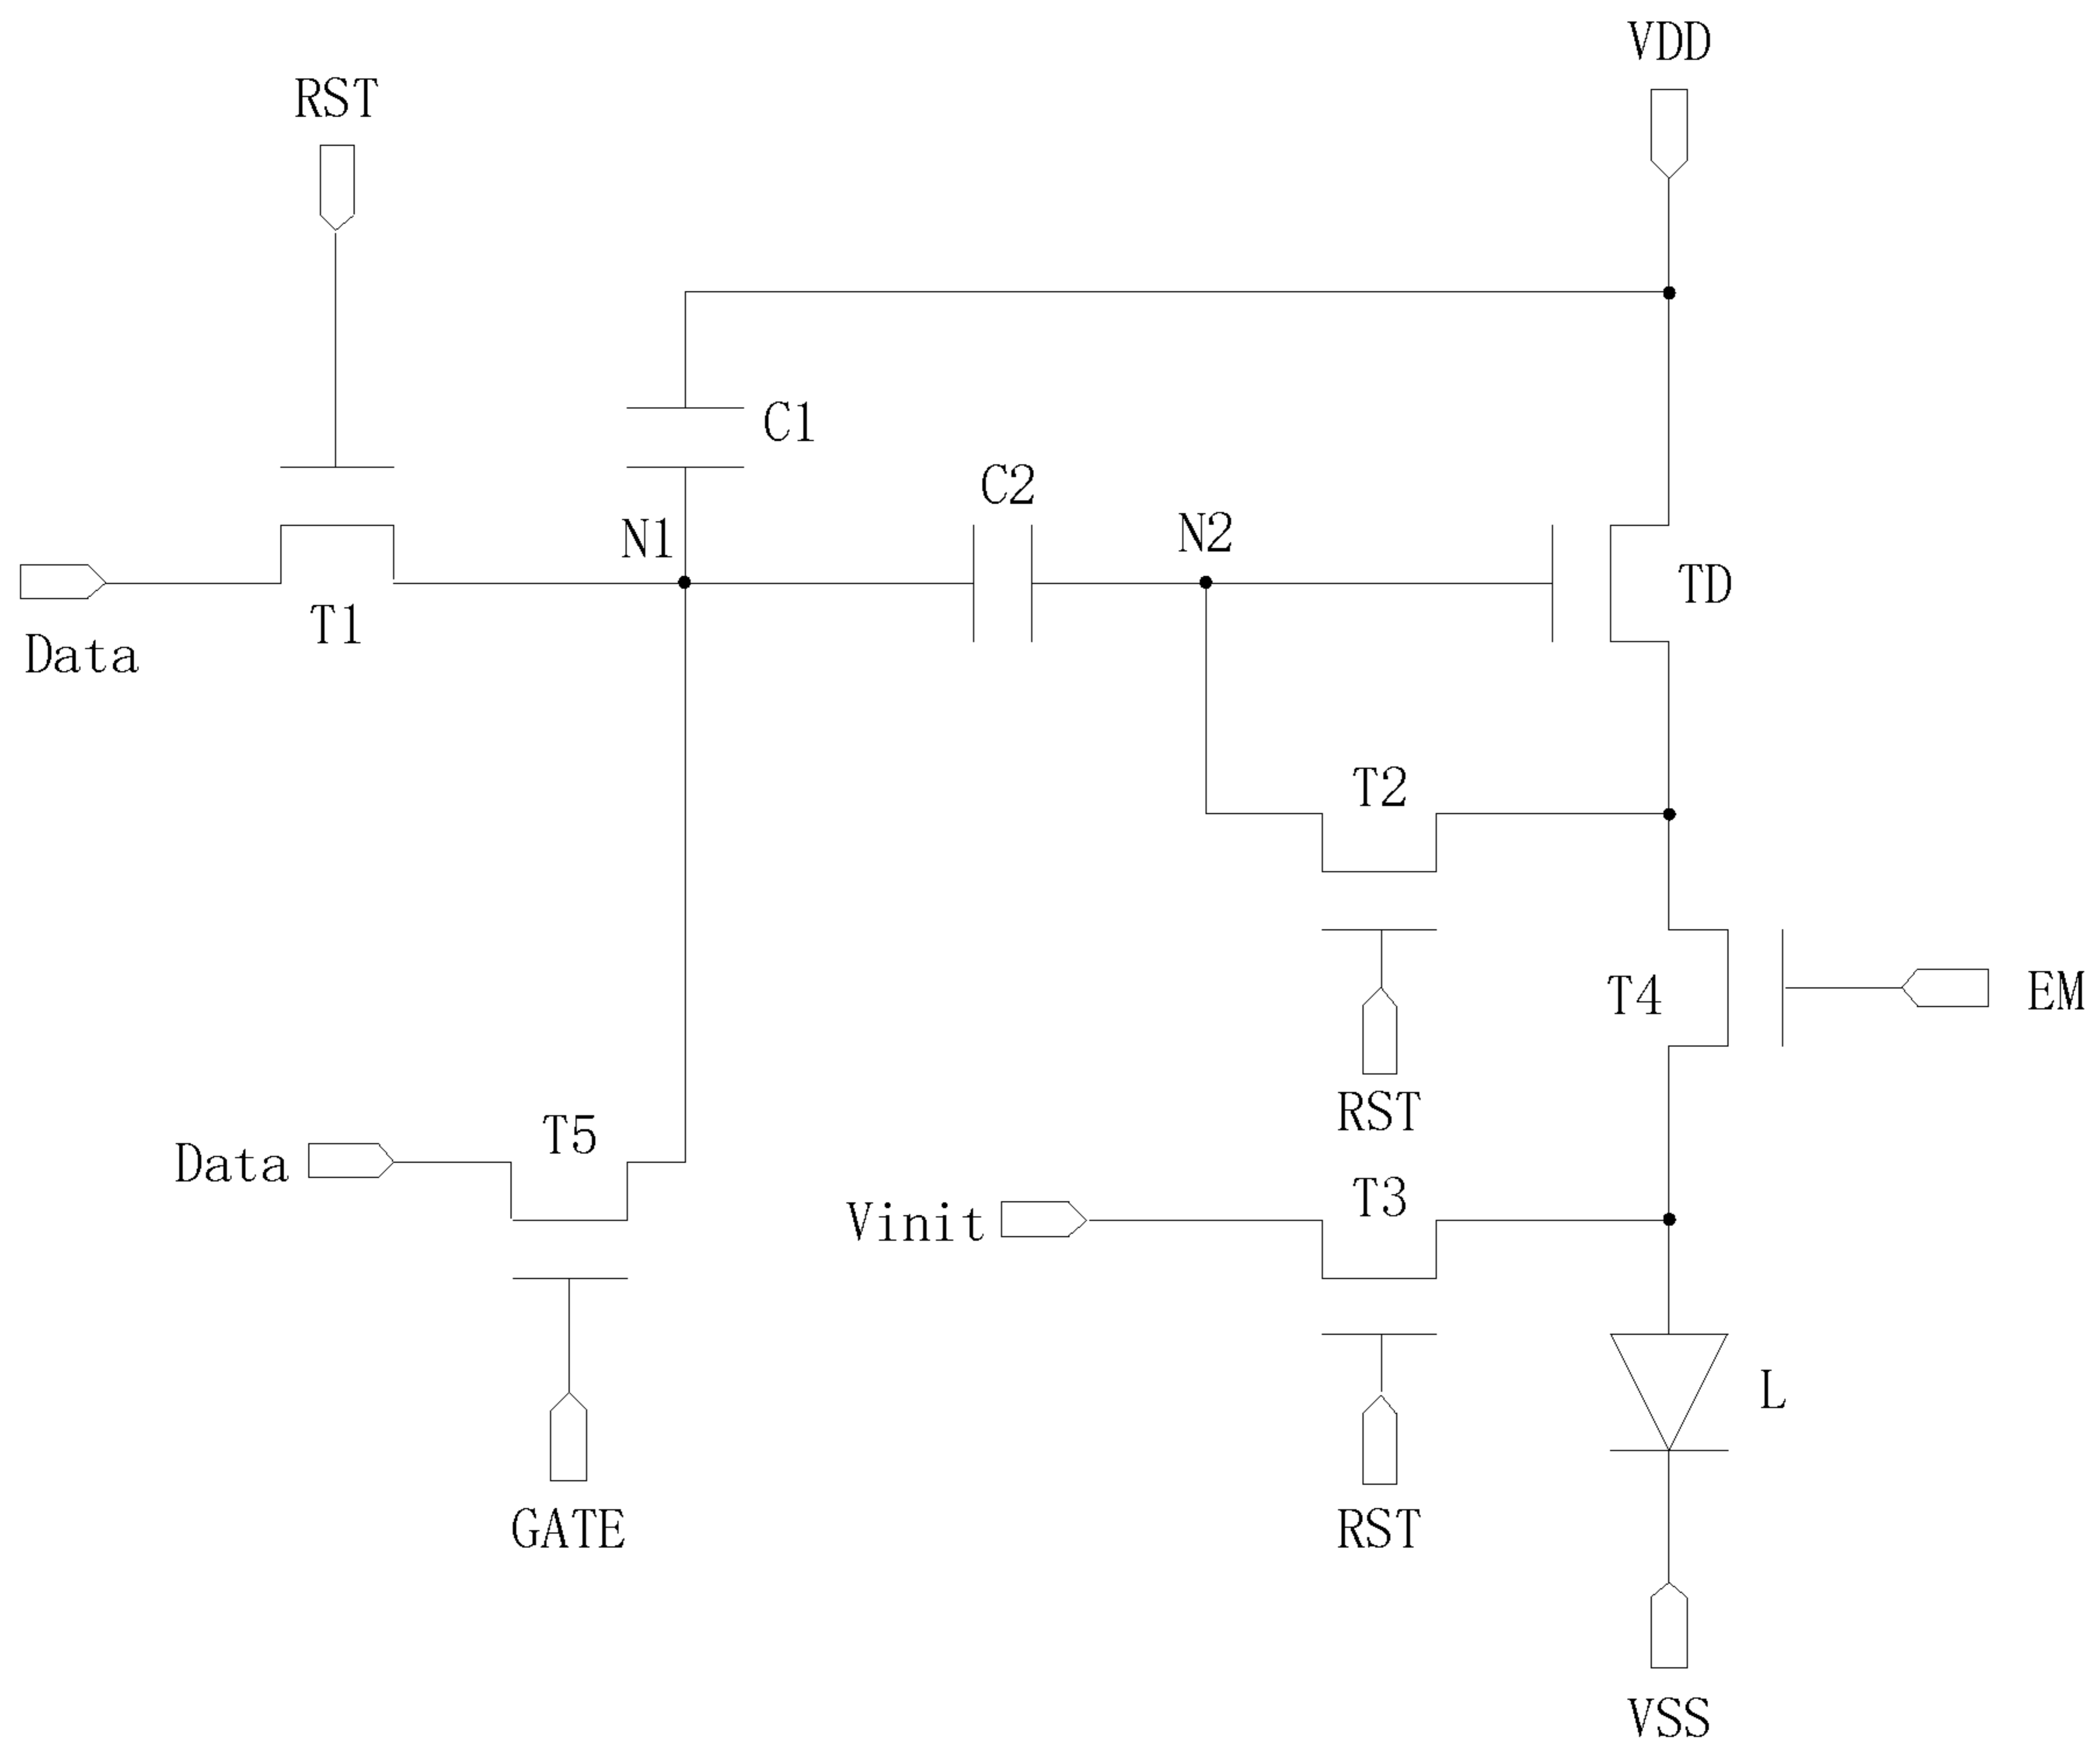 VDD
RST
C1
C2
N1
N2
TD
T1
Data
T2
T4
EM
RST
T5
Data
T3
Vinit
L
GATE
RST
VSS